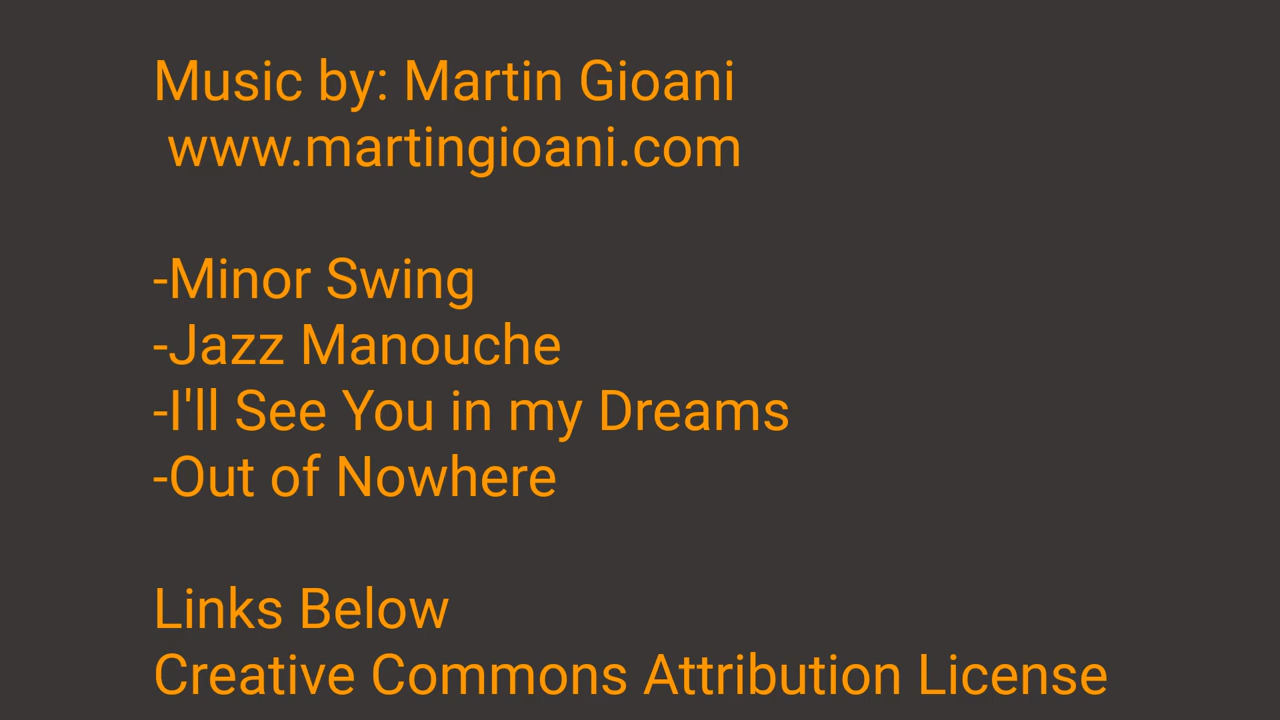 Music by: Martin Gioani
www.martingioani.com
-Minor Swing
-Jazz Manouche
-I'll See You in my Dreams
-Out of Nowhere
Links Below
Creative Commons Attribution License